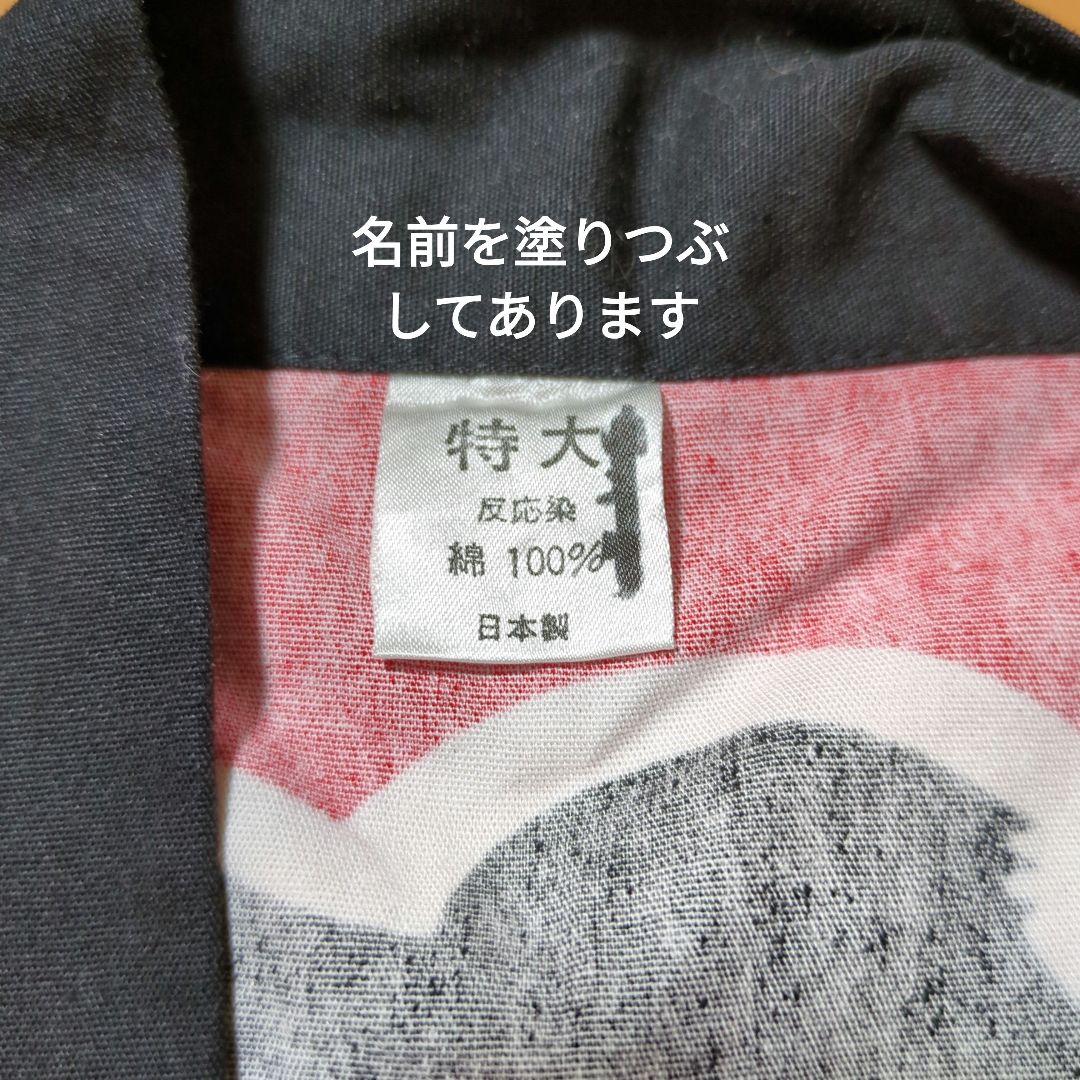 名前を塗りつぶ
してあります
特大
反応染
綿 100%
日本製